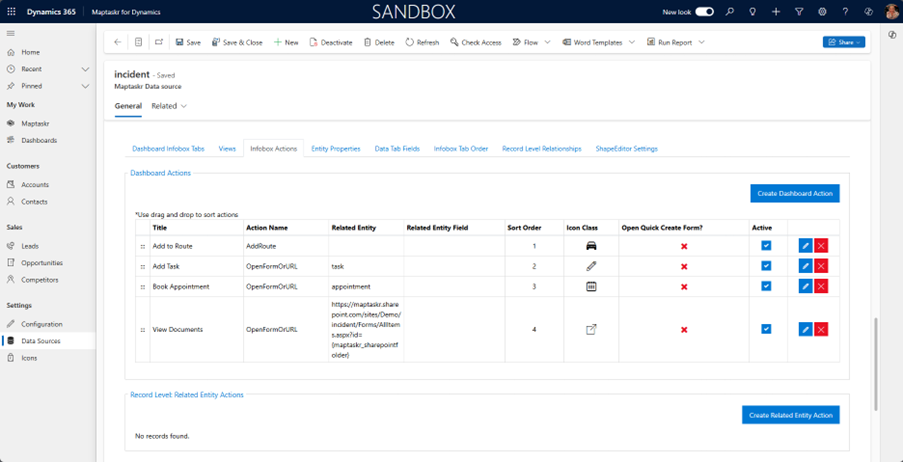 Dynamics 365 Maptaskr for Dynamics SANDBOX New look
Save Save & Close New Deactivate Delete Refresh Check Access Flow Word Templates Run Report Share
Home
Recent
Pinned
My Work
Maptaskr
Dashboards
Customers
Accounts
Contacts
Sales
Leads
Opportunities
Competitors
Settings
Configuration
Data Sources
Icons
incident - Saved
Maptaskr Data source
General Related
Dashboard Infobox Tabs Views Infobox Actions Entity Properties Data Tab Fields Infobox Tab Order Record Level Relationships ShapeEditor Settings
Dashboard Actions
Create Dashboard Action
*Use drag and drop to sort actions
Title Action Name Related Entity Related Entity Field Sort Order Icon Class Open Quick Create Form? Active
Add to Route AddRoute 1
Add Task OpenFormOrURL task 2
Book Appointment OpenFormOrURL appointment 3
View Documents OpenFormOrURL 4
https://maptaskr.share
point.com/sites/Demo/
incident/Forms/AllItem
s.aspx?id=
{maptaskr_sharepointf
older}
Record Level: Related Entity Actions
Create Related Entity Action
No records found.